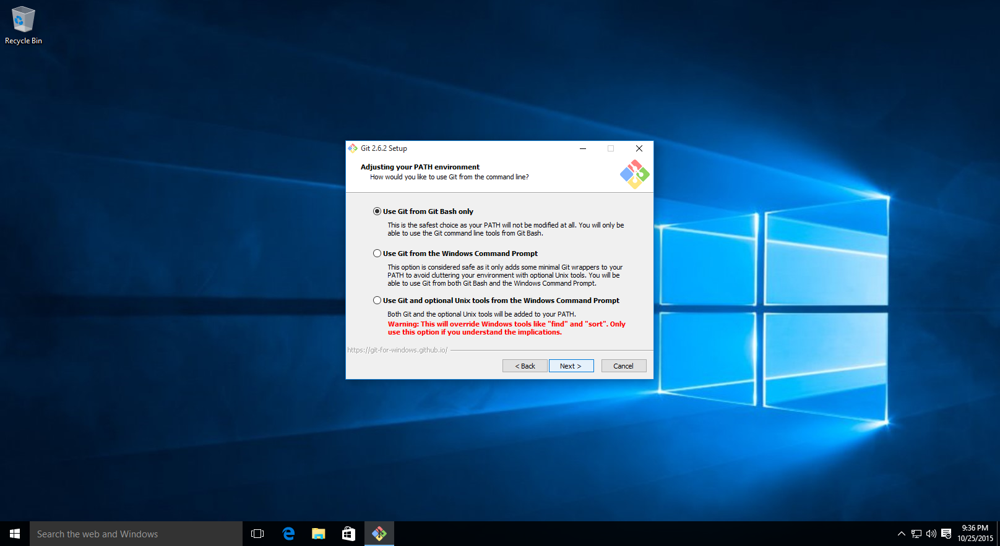 Recycle Bin
Git 2.6.2 Setup
Adjusting your PATH environment
How would you like to use Git from the command line?
Use Git from Git Bash only
This is the safest choice as your PATH will not be modified at all. You will only be
able to use the Git command line tools from Git Bash.
Use Git from the Windows Command Prompt
This option is considered safe as it only adds some minimal Git wrappers to your
PATH to avoid cluttering your environment with optional Unix tools. You will be
able to use Git from both Git Bash and the Windows Command Prompt.
Use Git and optional Unix tools from the Windows Command Prompt
Both Git and the optional Unix tools will be added to your PATH.
Warning: This will override Windows tools like "find" and "sort". Only
use this option if you understand the implications.
https://git-for-windows.github.io/
< Back Next > Cancel
Search the web and Windows
9:36 PM
10/25/2015